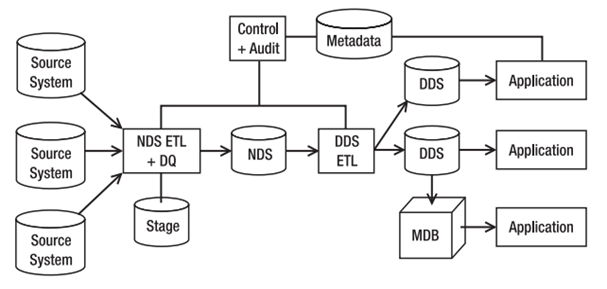 Control
+ Audit
Metadata
Source
System
DDS
Application
Source
System
NDS ETL
+ DQ
NDS
DDS
ETL
DDS
Application
Stage
Source
System
MDB
Application